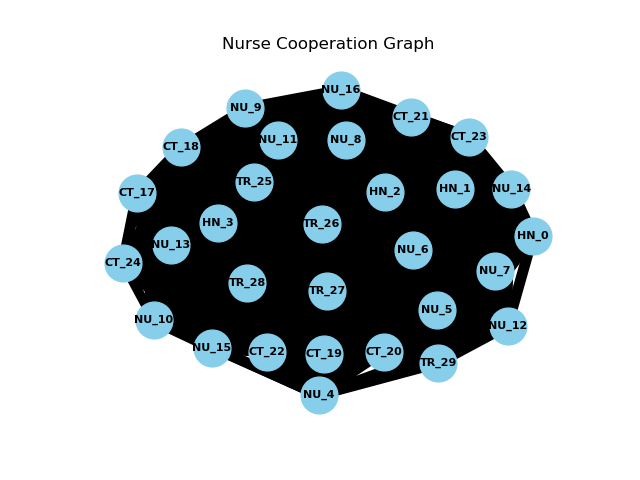 Nurse Cooperation Graph
NU_16
NU_9
CT_21
CT_23
NU_11
NU_8
CT_18
TR_25
HN_1
NU_14
HN_2
CT_17
HN_3
TR_26
HN_0
NU_13
NU_6
CT_24
NU_7
TR_28
TR_27
NU_5
NU_10
NU_12
NU_15
CT_22
CT_19
CT_20
TR_29
NU_4